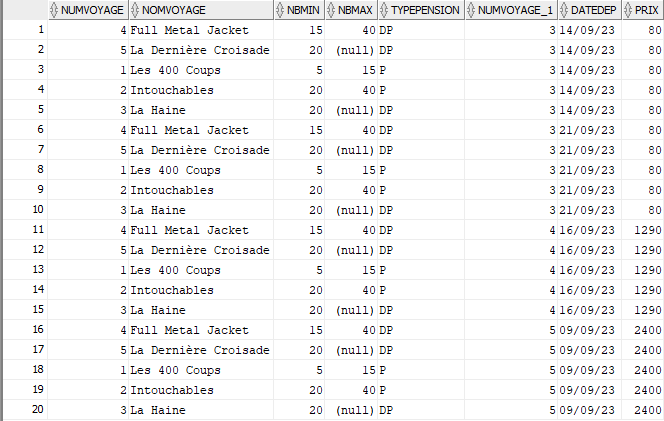 NUMVOYAGE NOMVOYAGE NBMIN NBMAX TYPEPENSION NUMVOYAGE_1 DATEDEP PRIX
1 4 Full Metal Jacket 15 40 DP 3 14/09/23 80
2 5 La Dernière Croisade 20 (null) DP 3 14/09/23 80
3 1 Les 400 Coups 5 15 P 3 14/09/23 80
4 2 Intouchables 20 40 P 3 14/09/23 80
5 3 La Haine 20 (null) DP 3 14/09/23 80
6 4 Full Metal Jacket 15 40 DP 3 21/09/23 80
7 5 La Dernière Croisade 20 (null) DP 3 21/09/23 80
8 1 Les 400 Coups 5 15 P 3 21/09/23 80
9 2 Intouchables 20 40 P 3 21/09/23 80
10 3 La Haine 20 (null) DP 3 21/09/23 80
11 4 Full Metal Jacket 15 40 DP 4 16/09/23 1290
12 5 La Dernière Croisade 20 (null) DP 4 16/09/23 1290
13 1 Les 400 Coups 5 15 P 4 16/09/23 1290
14 2 Intouchables 20 40 P 4 16/09/23 1290
15 3 La Haine 20 (null) DP 4 16/09/23 1290
16 4 Full Metal Jacket 15 40 DP 5 09/09/23 2400
17 5 La Dernière Croisade 20 (null) DP 5 09/09/23 2400
18 1 Les 400 Coups 5 15 P 5 09/09/23 2400
19 2 Intouchables 20 40 P 5 09/09/23 2400
20 3 La Haine 20 (null) DP 5 09/09/23 2400